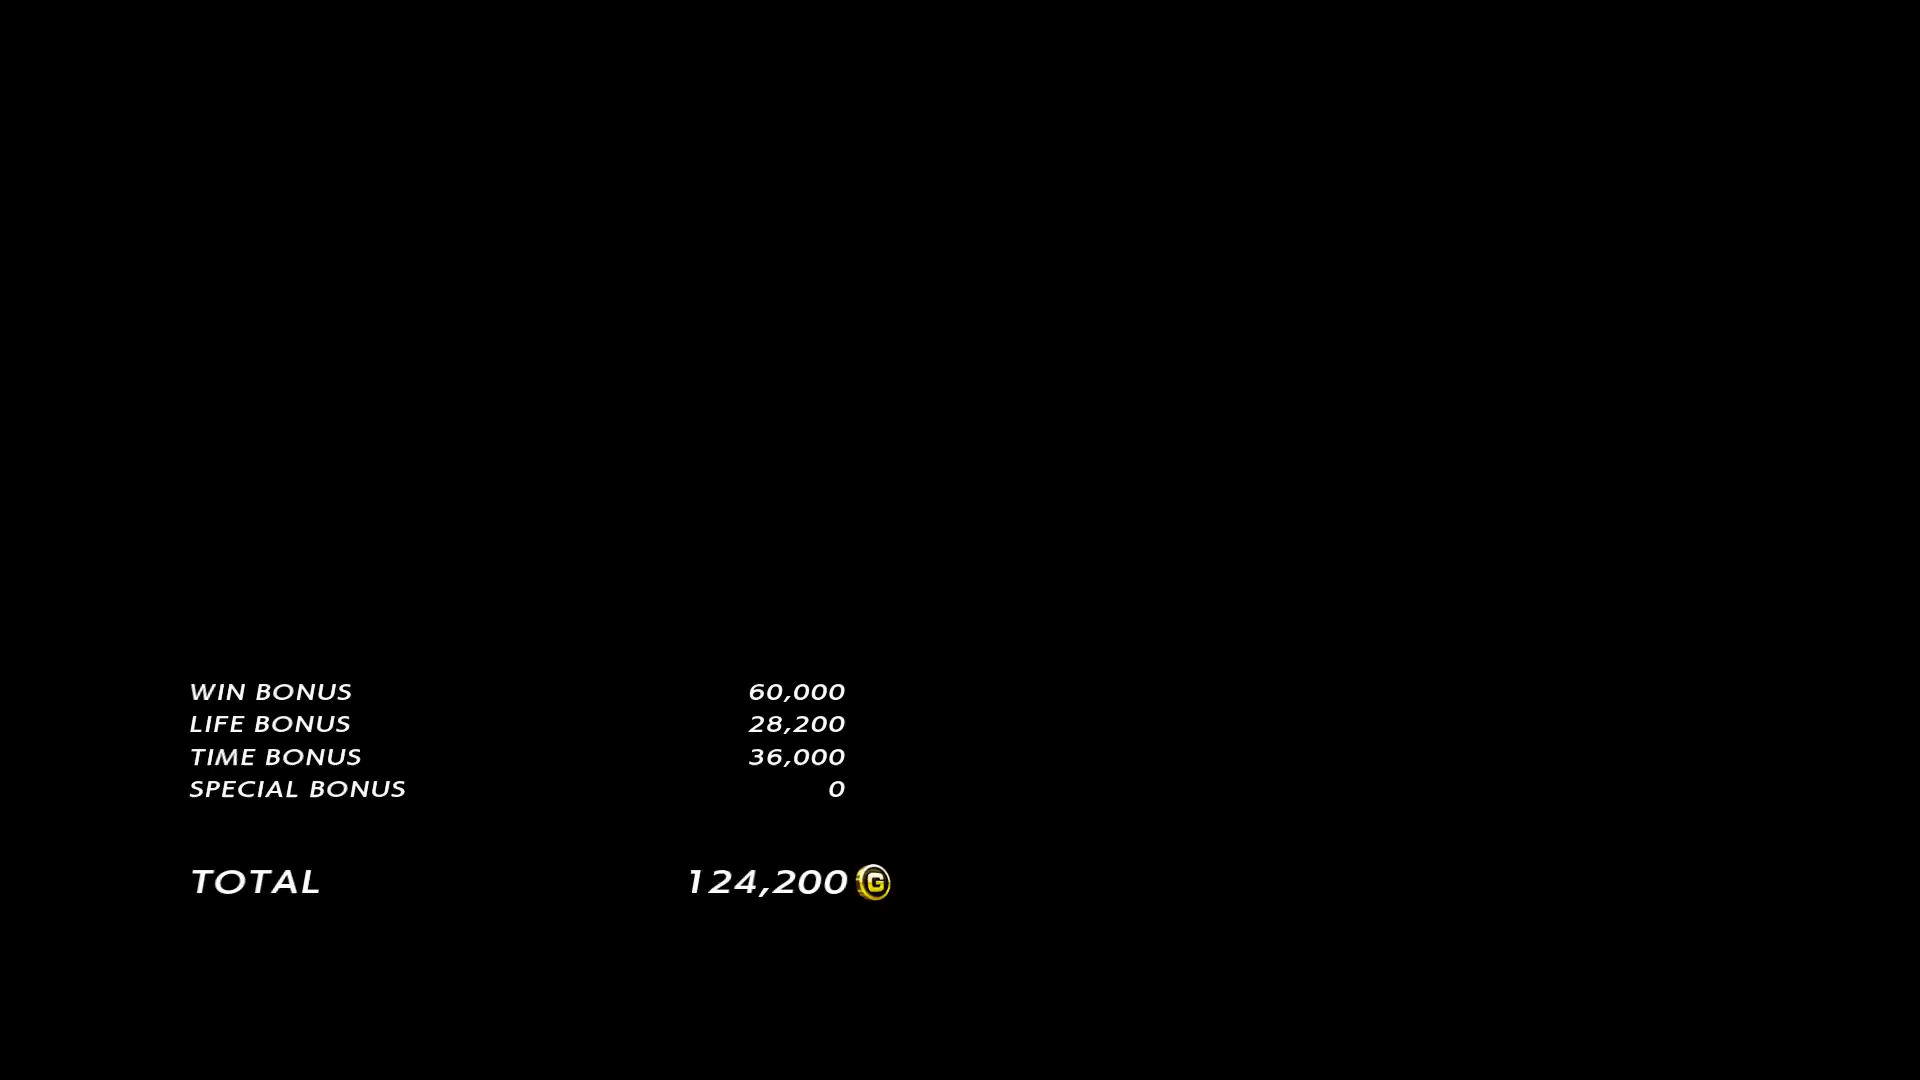 WIN BONUS 60,000
LIFE BONUS 28,200
TIME BONUS 36,000
SPECIAL BONUS 0
TOTAL 124,200 G